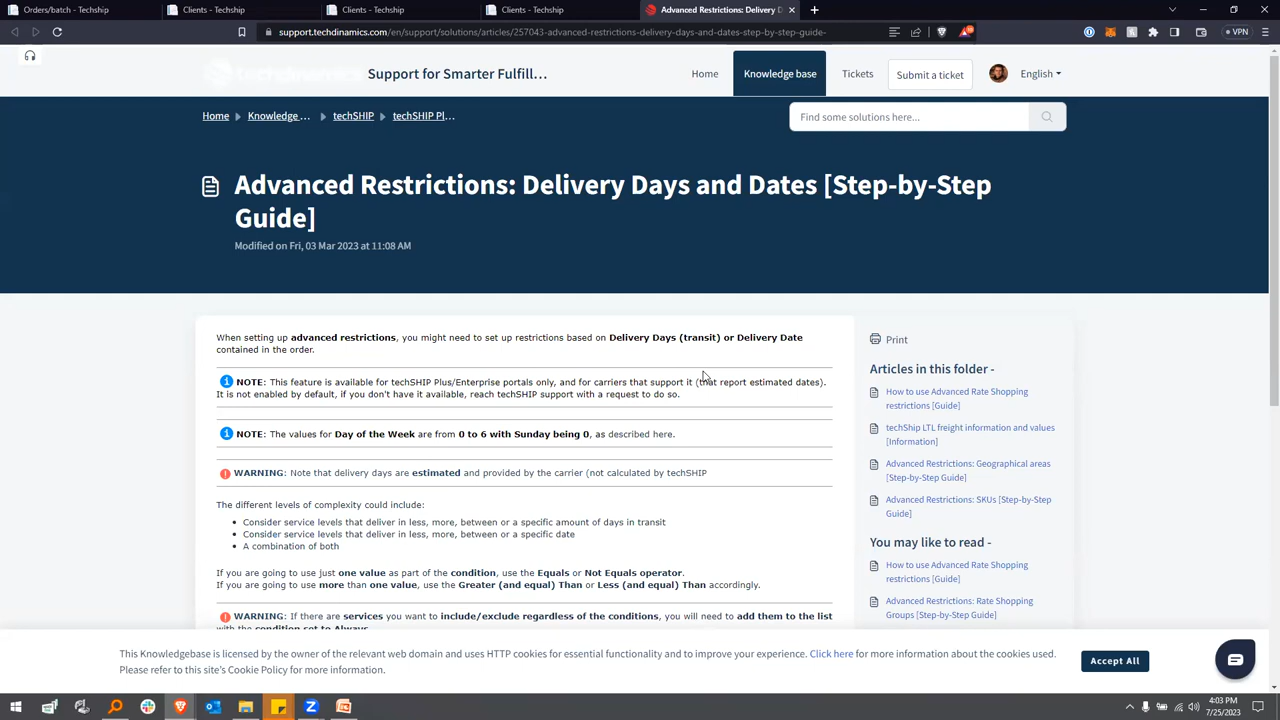 Orders/batch - Techship
Clients - Techship
Clients - Techship
Clients - Techship
Advanced Restrictions: Delivery D
support.techdinamics.com/en/support/solutions/articles/257043-advanced-restrictions-delivery-days-and-dates-step-by-step-guide-
VPN
techdinamics
Support for Smarter Fulfill...
Home
Knowledge base
Tickets
Submit a ticket
English
Home
Knowledge ...
techSHIP
techSHIP Pl...
Find some solutions here...
Advanced Restrictions: Delivery Days and Dates [Step-by-Step
Guide]
Modified on Fri, 03 Mar 2023 at 11:08 AM
When setting up advanced restrictions, you might need to set up restrictions based on Delivery Days (transit) or Delivery Date
contained in the order.
NOTE: This feature is available for techSHIP Plus/Enterprise portals only, and for carriers that support it (that report estimated dates).
It is not enabled by default, if you don't have it available, reach techSHIP support with a request to do so.
NOTE: The values for Day of the Week are from 0 to 6 with Sunday being 0, as described here.
WARNING: Note that delivery days are estimated and provided by the carrier (not calculated by techSHIP
The different levels of complexity could include:
• Consider service levels that deliver in less, more, between or a specific amount of days in transit
• Consider service levels that deliver in less, more, between or a specific date
• A combination of both
If you are going to use just one value as part of the condition, use the Equals or Not Equals operator.
If you are going to use more than one value, use the Greater (and equal) Than or Less (and equal) Than accordingly.
WARNING: If there are services you want to include/exclude regardless of the conditions, you will need to add them to the list
with the condition set to Always.
Print
Articles in this folder -
How to use Advanced Rate Shopping
restrictions [Guide]
techShip LTL freight information and values
[Information]
Advanced Restrictions: Geographical areas
[Step-by-Step Guide]
Advanced Restrictions: SKUs [Step-by-Step
Guide]
You may like to read -
How to use Advanced Rate Shopping
restrictions [Guide]
Advanced Restrictions: Rate Shopping
Groups [Step-by-Step Guide]
This Knowledgebase is licensed by the owner of the relevant web domain and uses HTTP cookies for essential functionality and to improve your experience. Click here for more information about the cookies used.
Please refer to this site's Cookie Policy for more information.
Accept All
4:03 PM
7/25/2023